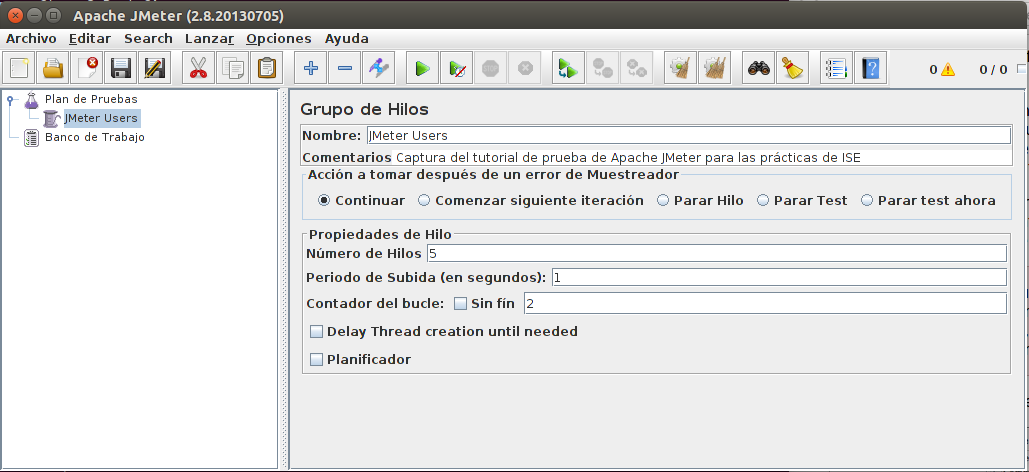 Apache JMeter (2.8.20130705)
Archivo Editar Search Lanzar Opciones Ayuda
0 0 / 0
Plan de Pruebas
JMeter Users
Banco de Trabajo
Grupo de Hilos
Nombre: JMeter Users
Comentarios Captura del tutorial de prueba de Apache JMeter para las prácticas de ISE
Acción a tomar después de un error de Muestreador
Continuar Comenzar siguiente iteración Parar Hilo Parar Test Parar test ahora
Propiedades de Hilo
Número de Hilos 5
Periodo de Subida (en segundos): 1
Contador del bucle: Sin fín 2
Delay Thread creation until needed
Planificador